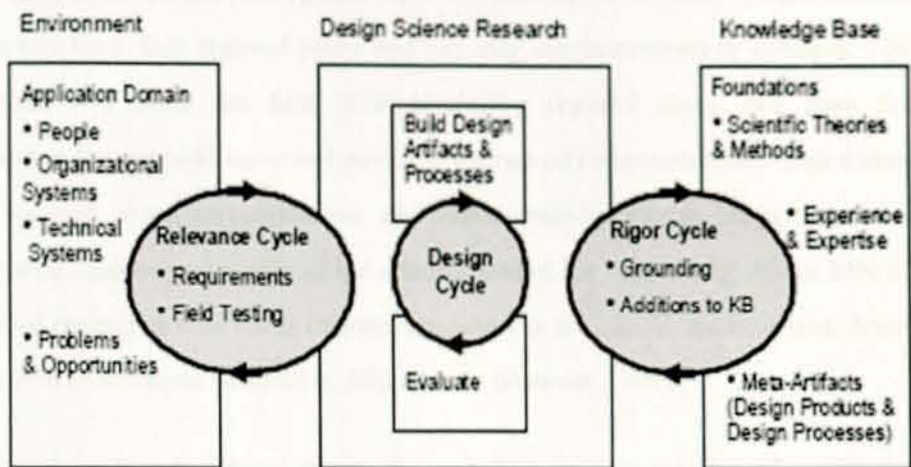 Environment
Design Science Research
Knowledge Base
Application Domain
• People
• Organizational
Systems
• Technical
Systems
• Problems
& Opportunities
Relevance Cycle
• Requirements
• Field Testing
Build Design
Artifacts &
Processes
Design
Cycle
Evaluate
Rigor Cycle
• Grounding
• Additions to KB
Foundations
• Scientific Theories
& Methods
• Experience
& Expertise
• Meta-Artifacts
(Design Products &
Design Processes)